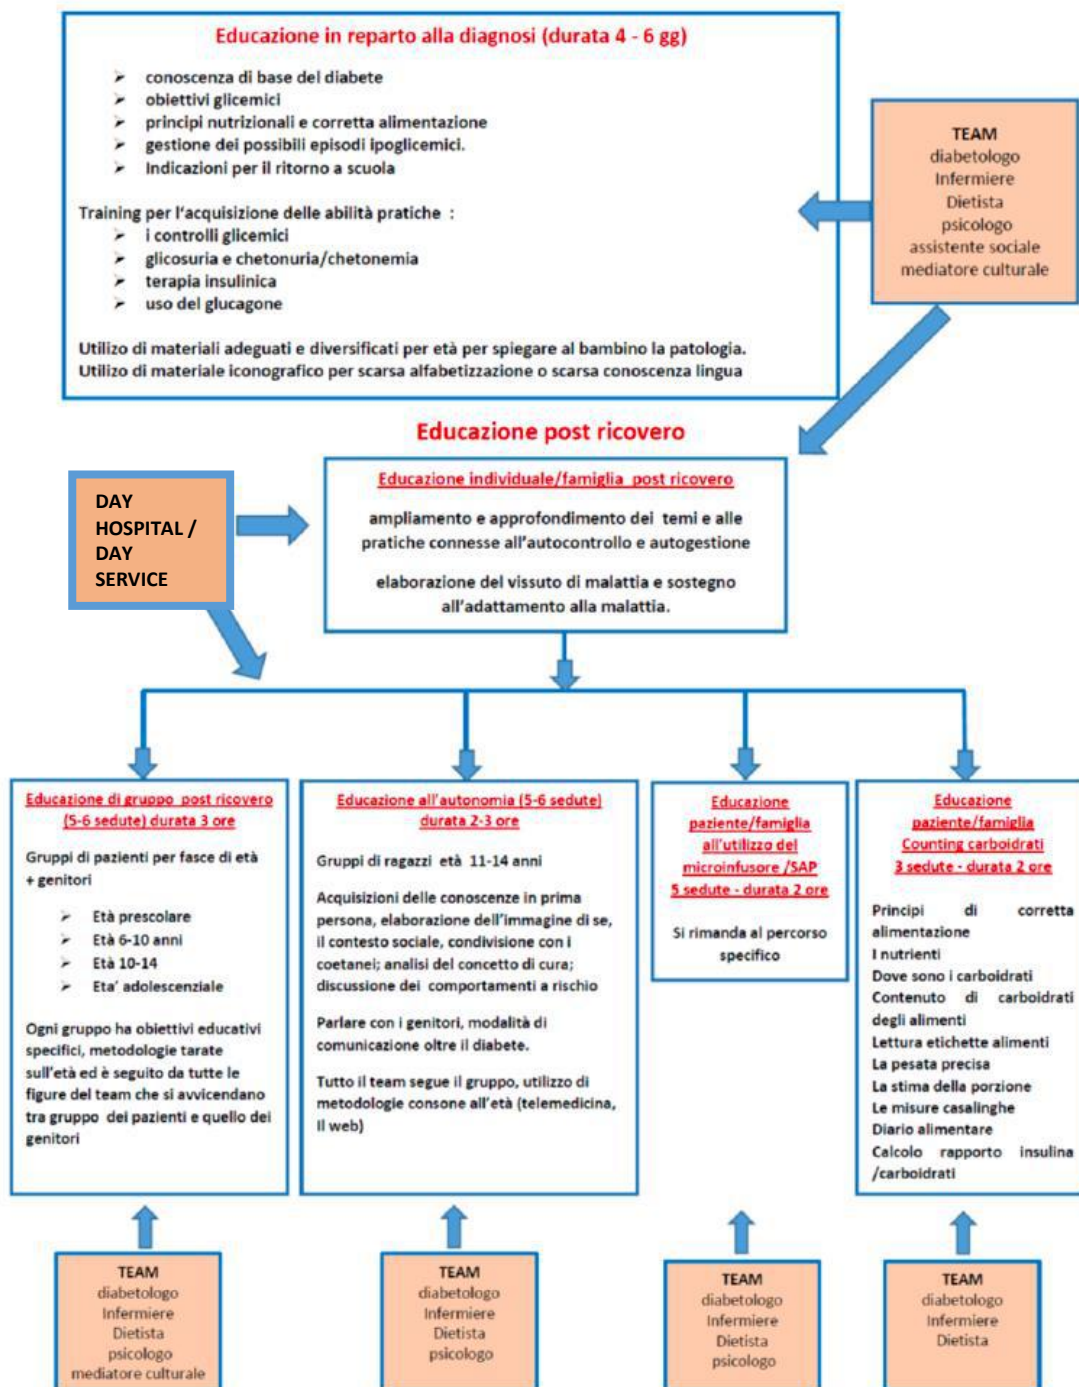 Educazione in reparto alla diagnosi (durata 4 - 6 gg)
➢ conoscenza di base del diabete
➢ obiettivi glicemici
➢ principi nutrizionali e corretta alimentazione
➢ gestione dei possibili episodi ipoglicemici.
➢ Indicazioni per il ritorno a scuola
Training per l'acquisizione delle abilità pratiche :
➢ i controlli glicemici
➢ glicosuria e chetonuria/chetonemia
➢ terapia insulinica
➢ uso del glucagone
Utilizo di materiali adeguati e diversificati per età per spiegare al bambino la patologia.
Utilizo di materiale iconografico per scarsa alfabetizzazione o scarsa conoscenza lingua
TEAM
diabetologo
Infermiere
Dietista
psicologo
assistente sociale
mediatore culturale
Educazione post ricovero
DAY
HOSPITAL /
DAY
SERVICE
Educazione individuale/famiglia post ricovero
ampliamento e approfondimento dei temi e alle
pratiche connesse all'autocontrollo e autogestione
elaborazione del vissuto di malattia e sostegno
all'adattamento alla malattia.
Educazione di gruppo post ricovero
(5-6 sedute) durata 3 ore
Gruppi di pazienti per fasce di età
+ genitori
➢ Età prescolare
➢ Età 6-10 anni
➢ Età 10-14
➢ Eta' adolescenziale
Ogni gruppo ha obiettivi educativi
specifici, metodologie tarate
sull'età ed è seguito da tutte le
figure del team che si avvicendano
tra gruppo dei pazienti e quello dei
genitori
Educazione all'autonomia (5-6 sedute)
durata 2-3 ore
Gruppi di ragazzi età 11-14 anni
Acquisizioni delle conoscenze in prima
persona, elaborazione dell'immagine di se,
il contesto sociale, condivisione con i
coetanei; analisi del concetto di cura;
discussione dei comportamenti a rischio
Parlare con i genitori, modalità di
comunicazione oltre il diabete.
Tutto il team segue il gruppo, utilizo di
metodologie consone all'età (telemedicina,
Il web)
Educazione
paziente/famiglia
all'utilizo del
microinfusore /SAP
5 sedute - durata 2 ore
Si rimanda al percorso
specifico
Educazione
paziente/famiglia
Counting carboidrati
3 sedute - durata 2 ore
Principi di corretta
alimentazione
I nutrienti
Dove sono i carboidrati
Contenuto di carboidrati
degli alimenti
Lettura etichette alimenti
La pesata precisa
La stima della porzione
Le misure casalinghe
Diario alimentare
Calcolo rapporto insulina
/carboidrati
TEAM
diabetologo
Infermiere
Dietista
psicologo
mediatore culturale
TEAM
diabetologo
Infermiere
Dietista
psicologo
TEAM
diabetologo
Infermiere
Dietista
psicologo
TEAM
diabetologo
Infermiere
Dietista